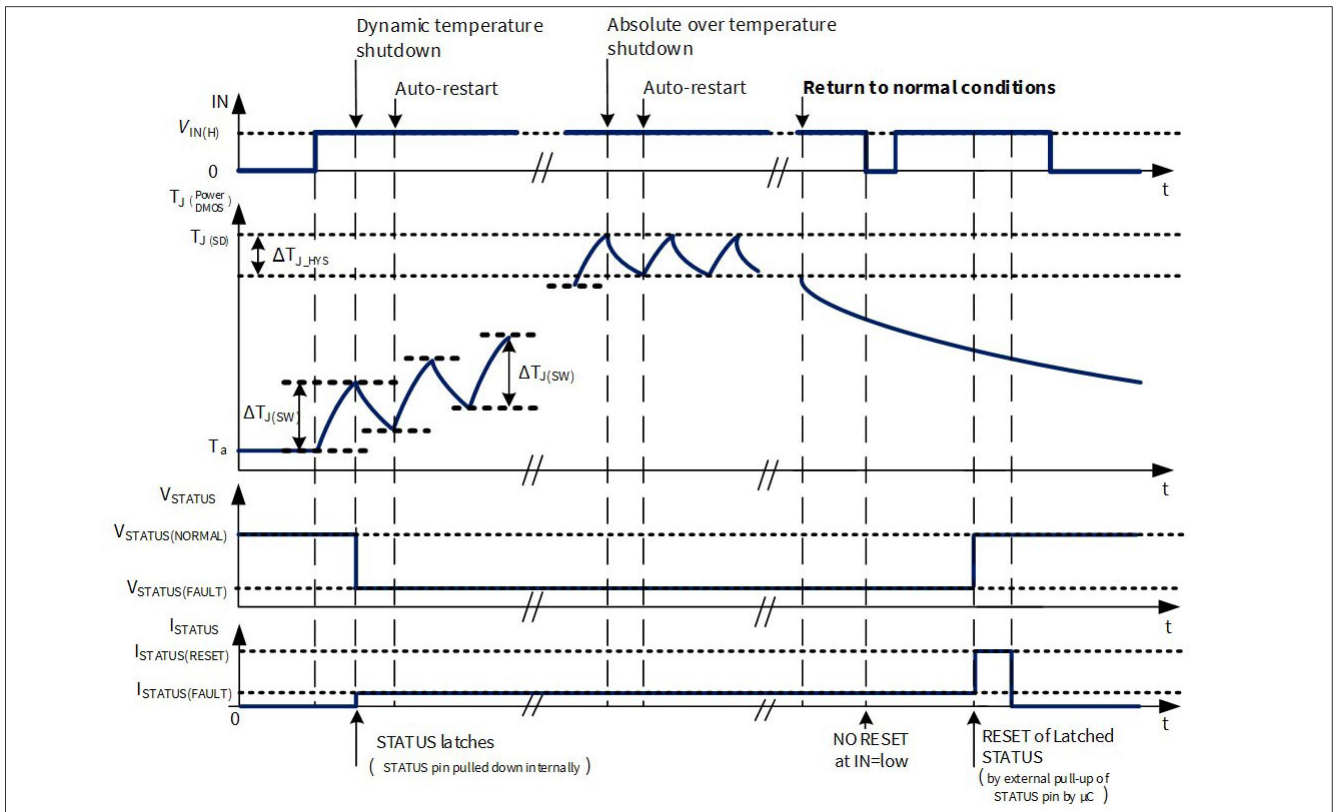 Dynamic temperature
shutdown
Absolute over temperature
shutdown
Auto-restart
Auto-restart
Return to normal conditions
IN
VIN(H)
0
t
TJ (Power DMOS)
TJ (SD)
ΔTJ_HYS
ΔTJ(SW)
ΔTJ(SW)
Ta
t
VSTATUS
VSTATUS(NORMAL)
VSTATUS(FAULT)
t
ISTATUS
ISTATUS(RESET)
ISTATUS(FAULT)
0
t
STATUS latches
( STATUS pin pulled down internally )
NO RESET
at IN=low
RESET of Latched
STATUS
( by external pull-up of
STATUS pin by µC )